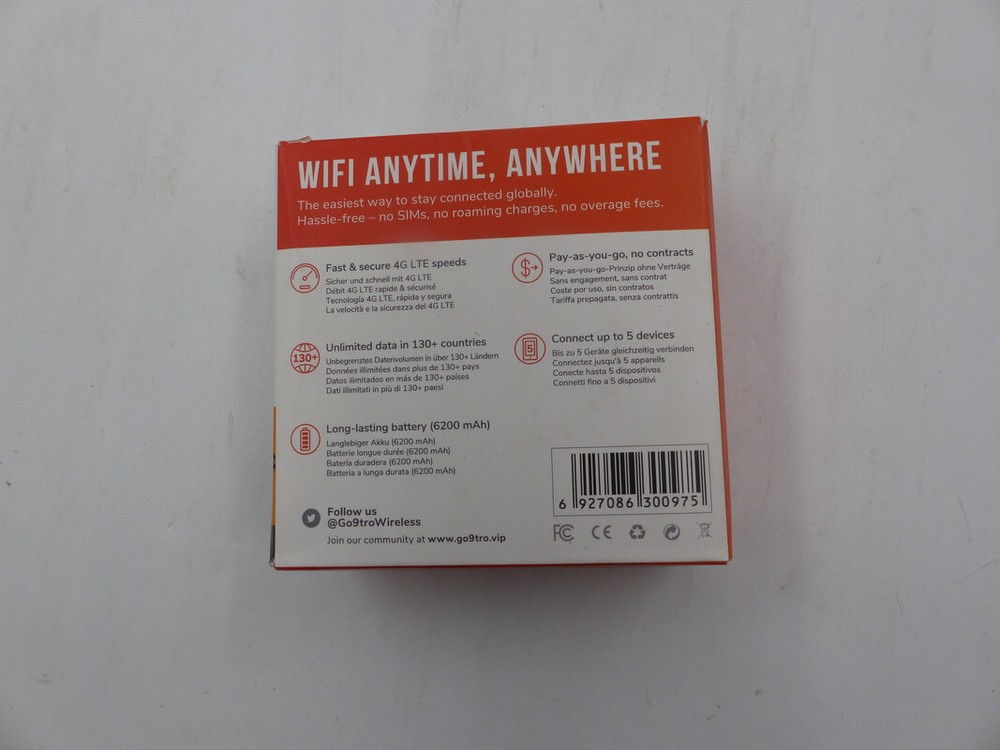 WIFI ANYTIME, ANYWHERE
The easiest way to stay connected globally.
Hassle-free – no SIMs, no roaming charges, no overage fees.
Fast & secure 4G LTE speeds
Sicher und schnell mit 4G LTE
Débit 4G LTE rapide & sécurisé
Tecnología 4G LTE, rápida y segura
La velocità e la sicurezza del 4G LTE
130+
Unlimited data in 130+ countries
Unbegrenztes Datenvolumen in über 130+ Ländern
Données illimitées dans plus de 130+ pays
Datos ilimitados en más de 130+ países
Dati illimitati in più di 130+ paesi
Long-lasting battery (6200 mAh)
Langlebiger Akku (6200 mAh)
Batterie longue durée (6200 mAh)
Batería duradera (6200 mAh)
Batteria a lunga durata (6200 mAh)
Follow us
@Go9troWireless
Join our community at www.go9tro.vip
$
Pay-as-you-go, no contracts
Pay-as-you-go-Prinzip ohne Verträge
Sans engagement, sans contrat
Coste por uso, sin contratos
Tariffa prepagata, senza contrattis
5
Connect up to 5 devices
Bis zu 5 Geräte gleichzeitig verbinden
Connectez jusqu'à 5 appareils
Conecte hasta 5 dispositivos
Connetti fino a 5 dispositivi
6 927086 300975
FC CE